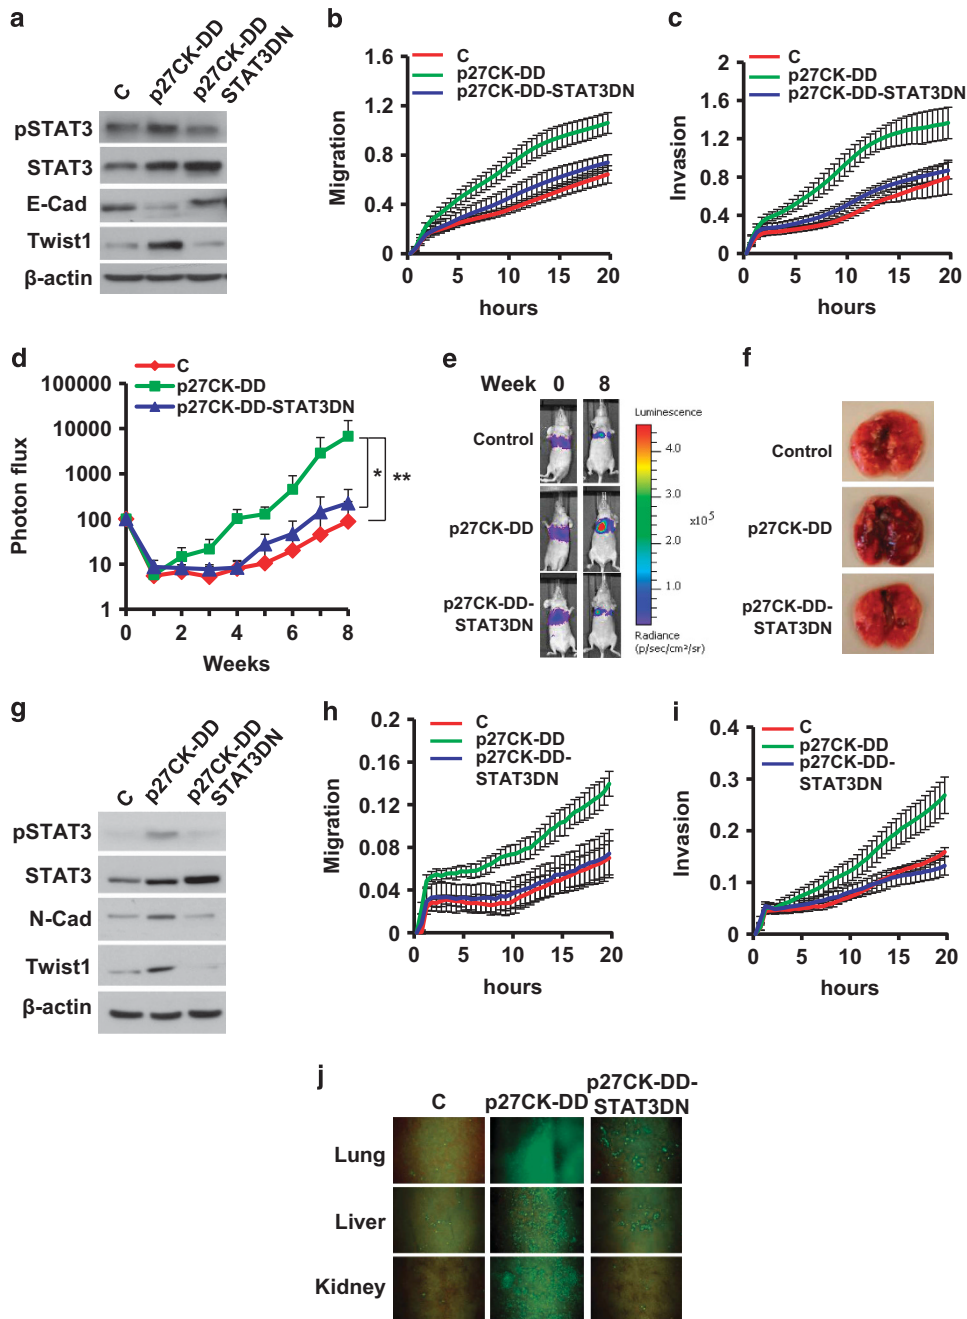 a
C
p27CK-DD
p27CK-DD
STAT3DN
pSTAT3
STAT3
E-Cad
Twist1
β-actin
b
C
p27CK-DD
p27CK-DD-STAT3DN
Migration
1.6
1.2
0.8
0.4
0
0 5 10 15 20
hours
c
C
p27CK-DD
p27CK-DD-STAT3DN
Invasion
2
1.6
1.2
0.8
0.4
0
0 5 10 15 20
hours
d
C
p27CK-DD
p27CK-DD-STAT3DN
Photon flux
100000
10000
1000
100
10
1
* **
0 1 2 3 4 5 6 7 8
Weeks
e
Week 0 8
Control
p27CK-DD
p27CK-DD-
STAT3DN
Luminescence
4.0
3.0
x10⁵
2.0
1.0
Radiance
(p/sec/cm²/sr)
f
Control
p27CK-DD
p27CK-DD-
STAT3DN
g
C
p27CK-DD
p27CK-DD
STAT3DN
pSTAT3
STAT3
N-Cad
Twist1
β-actin
h
C
p27CK-DD
p27CK-DD-
STAT3DN
Migration
0.2
0.16
0.12
0.08
0.04
0
0 5 10 15 20
hours
i
C
p27CK-DD
p27CK-DD-
STAT3DN
Invasion
0.4
0.3
0.2
0.1
0
0 5 10 15 20
hours
j
C
p27CK-DD
p27CK-DD-
STAT3DN
Lung
Liver
Kidney